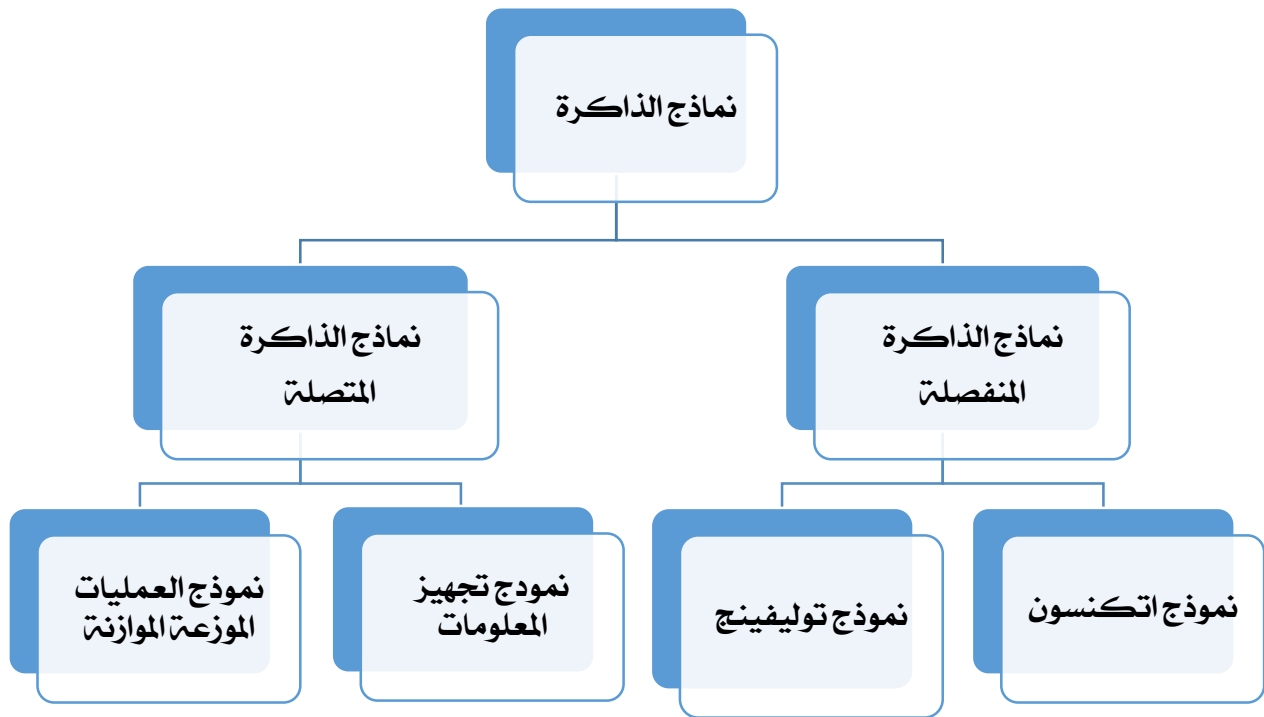 نماذج الذاكرة
نماذج الذاكرة
المنفصلة
نماذج الذاكرة
المتصلة
نموذج اتكنسون
نموذج توليفينج
نمودج تجهيز
المعلومات
نموذج العمليات
الموزعة الموازنة